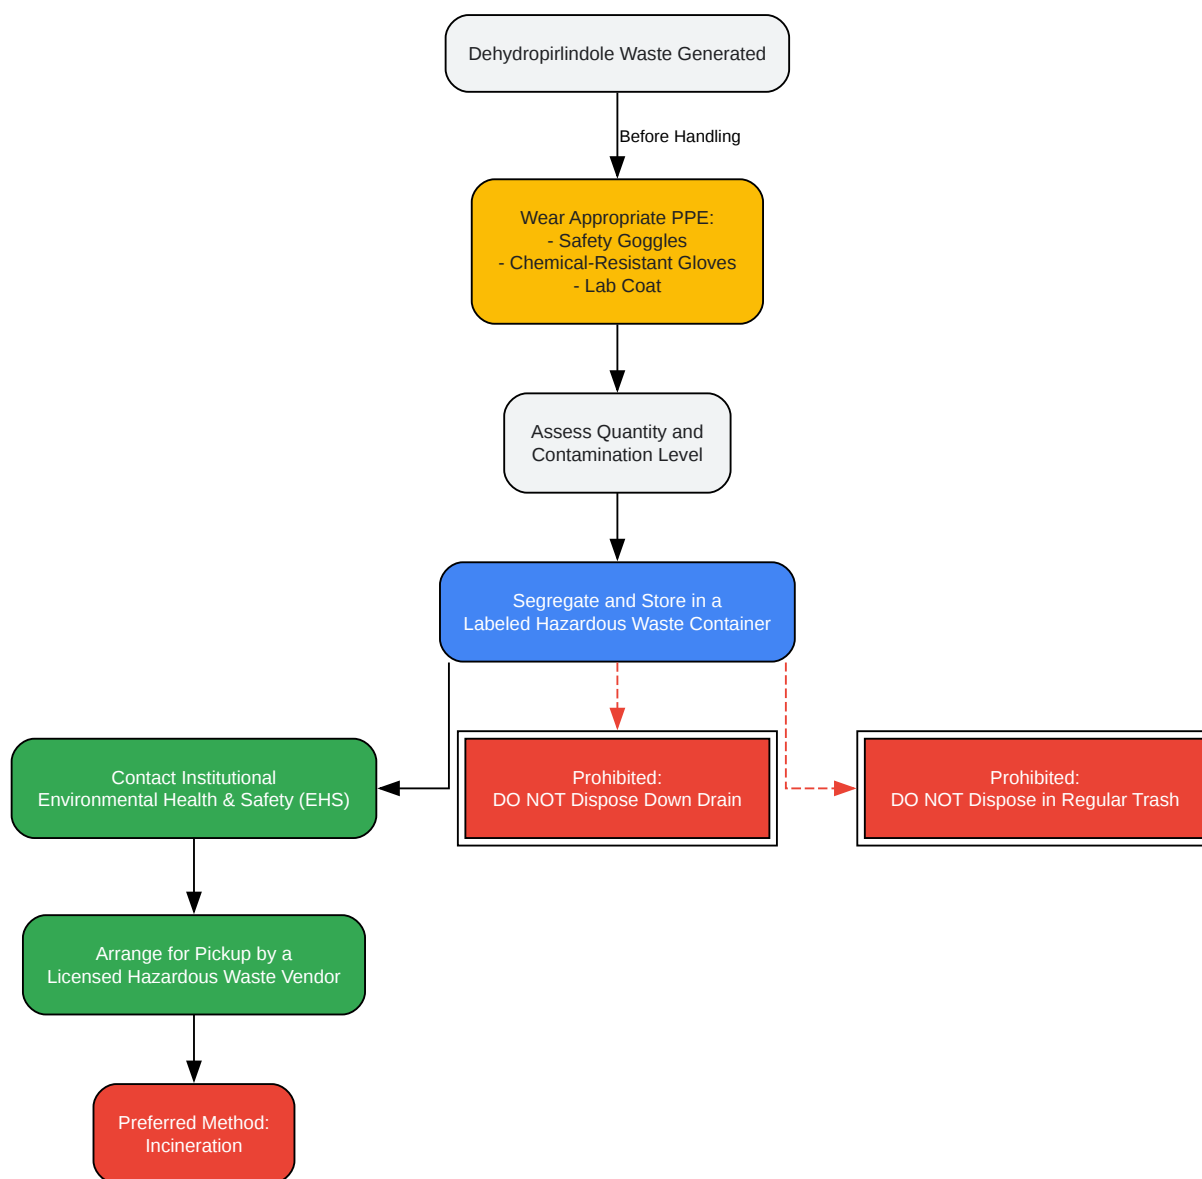 Dehydropirlindole Waste Generated
Before Handling
Wear Appropriate PPE:
- Safety Goggles
- Chemical-Resistant Gloves
- Lab Coat
Assess Quantity and
Contamination Level
Segregate and Store in a
Labeled Hazardous Waste Container
Contact Institutional
Environmental Health & Safety (EHS)
Prohibited:
DO NOT Dispose Down Drain
Prohibited:
DO NOT Dispose in Regular Trash
Arrange for Pickup by a
Licensed Hazardous Waste Vendor
Preferred Method:
Incineration